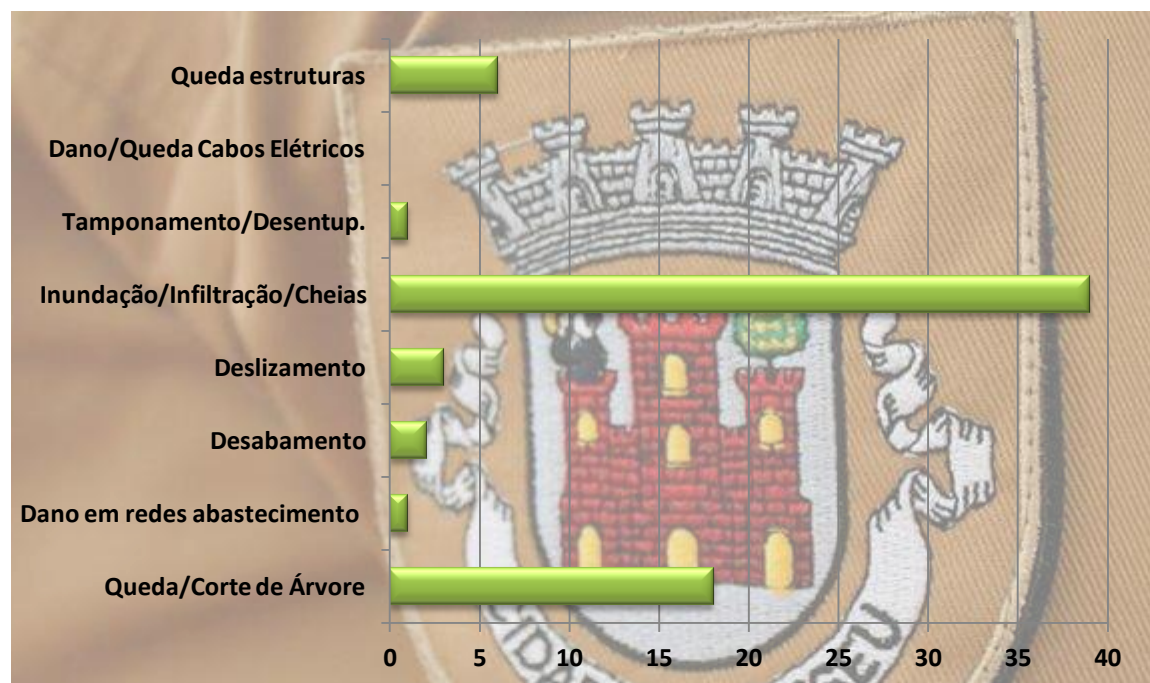 Queda estruturas
Dano/Queda Cabos Elétricos
Tamponamento/Desentup.
Inundação/Infiltração/Cheias
Deslizamento
Desabamento
Dano em redes abastecimento
Queda/Corte de Árvore
0 5 10 15 20 25 30 35 40